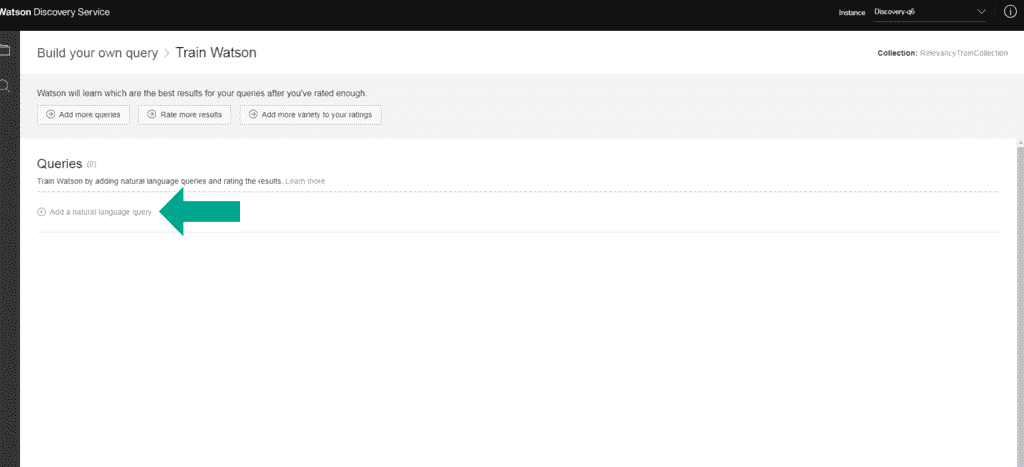 Watson Discovery Service
Instance Discovery-q6
Build your own query > Train Watson
Collection: RelevancyTrainCollection
Watson will learn which are the best results for your queries after you've rated enough.
Add more queries Rate more results Add more variety to your ratings
Queries (0)
Train Watson by adding natural language queries and rating the results. Learn more
Add a natural language query